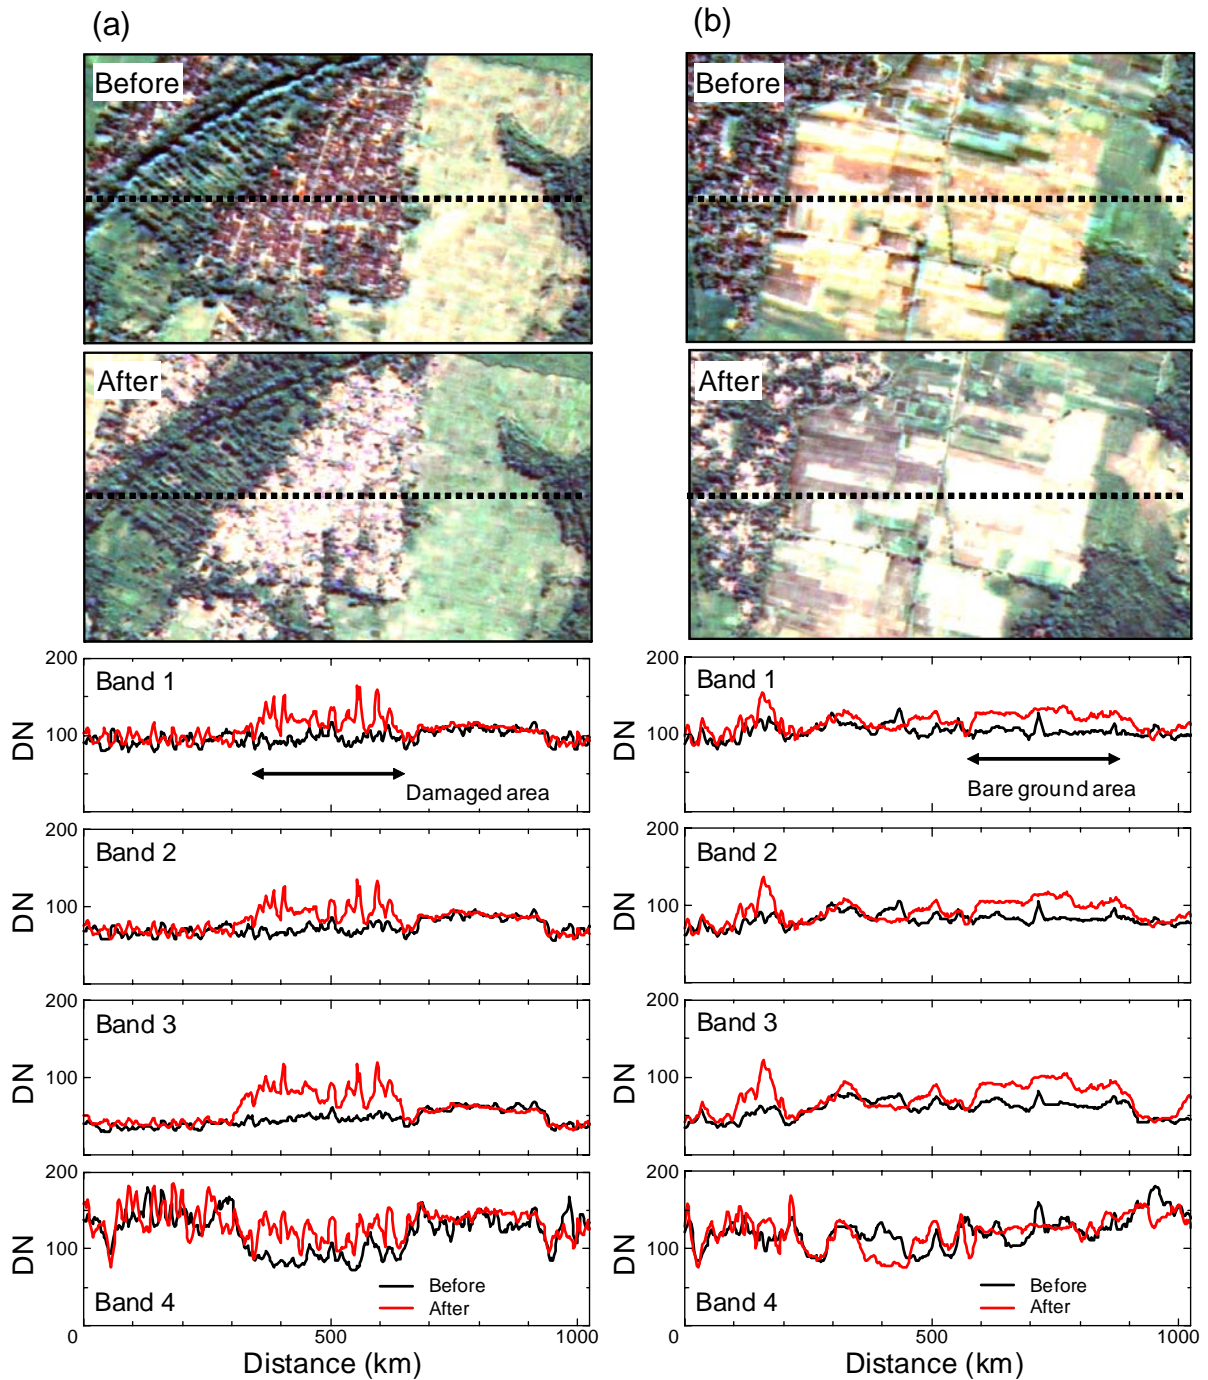 (a)
Before
After
200
Band 1
100
DN
Damaged area
200
Band 2
100
DN
200
Band 3
100
DN
200
100
DN
Before
After
Band 4
0
0
500
1000
Distance (km)
(b)
Before
After
200
Band 1
100
DN
Bare ground area
200
Band 2
100
DN
200
Band 3
100
DN
200
100
DN
Before
After
Band 4
0
0
500
1000
Distance (km)